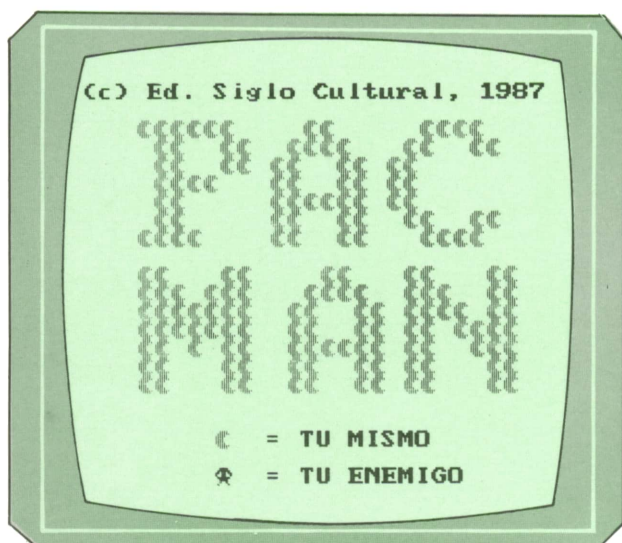 (c) Ed. Siglo Cultural, 1987
PAC
MAN
= TU MISMO
= TU ENEMIGO